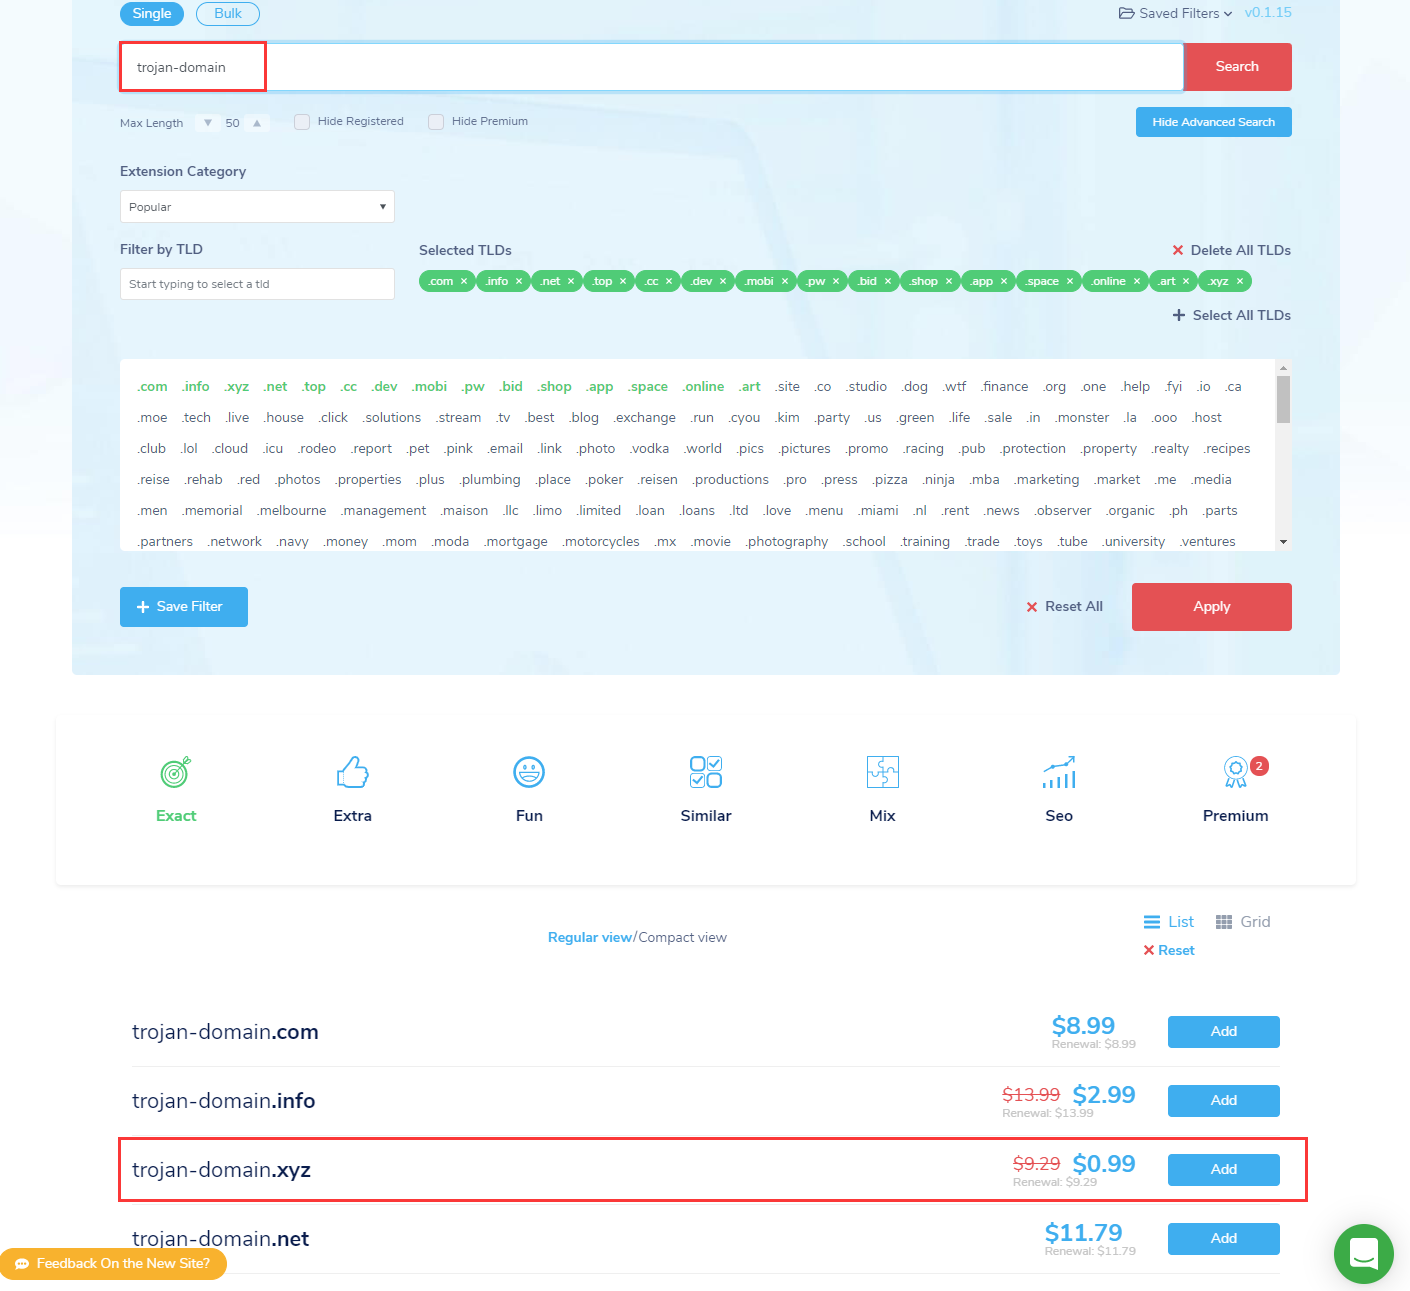 Single Bulk Saved Filters v0.1.15
trojan-domain Search
Max Length 50 Hide Registered Hide Premium Hide Advanced Search
Extension Category
Popular
Filter by TLD Selected TLDs Delete All TLDs
Start typing to select a tld .com × .info × .net × .top × .cc × .dev × .mobi × .pw × .bid × .shop × .app × .space × .online × .art × .xyz ×
Select All TLDs
.com .info .xyz .net .top .cc .dev .mobi .pw .bid .shop .app .space .online .art .site .co .studio .dog .wtf .finance .org .one .help .fyi .io .ca
.moe .tech .live .house .click .solutions .stream .tv .best .blog .exchange .run .cyou .kim .party .us .green .life .sale .in .monster .la .ooo .host
.club .lol .cloud .icu .rodeo .report .pet .pink .email .link .photo .vodka .world .pics .pictures .promo .racing .pub .protection .property .realty .recipes
.reise .rehab .red .photos .properties .plus .plumbing .place .poker .reisen .productions .pro .press .pizza .ninja .mba .marketing .market .me .media
.men .memorial .melbourne .management .maison .llc .limo .limited .loan .loans .ltd .love .menu .miami .nl .rent .news .observer .organic .ph .parts
.partners .network .navy .money .mom .moda .mortgage .motorcycles .mx .movie .photography .school .training .trade .toys .tube .university .ventures
Save Filter Reset All Apply
2
Exact Extra Fun Similar Mix Seo Premium
List Grid
Regular view/Compact view
Reset
trojan-domain.com $8.99 Add
Renewal: $8.99
trojan-domain.info $13.99 $2.99 Add
Renewal: $13.99
trojan-domain.xyz $9.29 $0.99 Add
Renewal: $9.29
trojan-domain.net $11.79 Add
Renewal: $11.79
Feedback On the New Site?